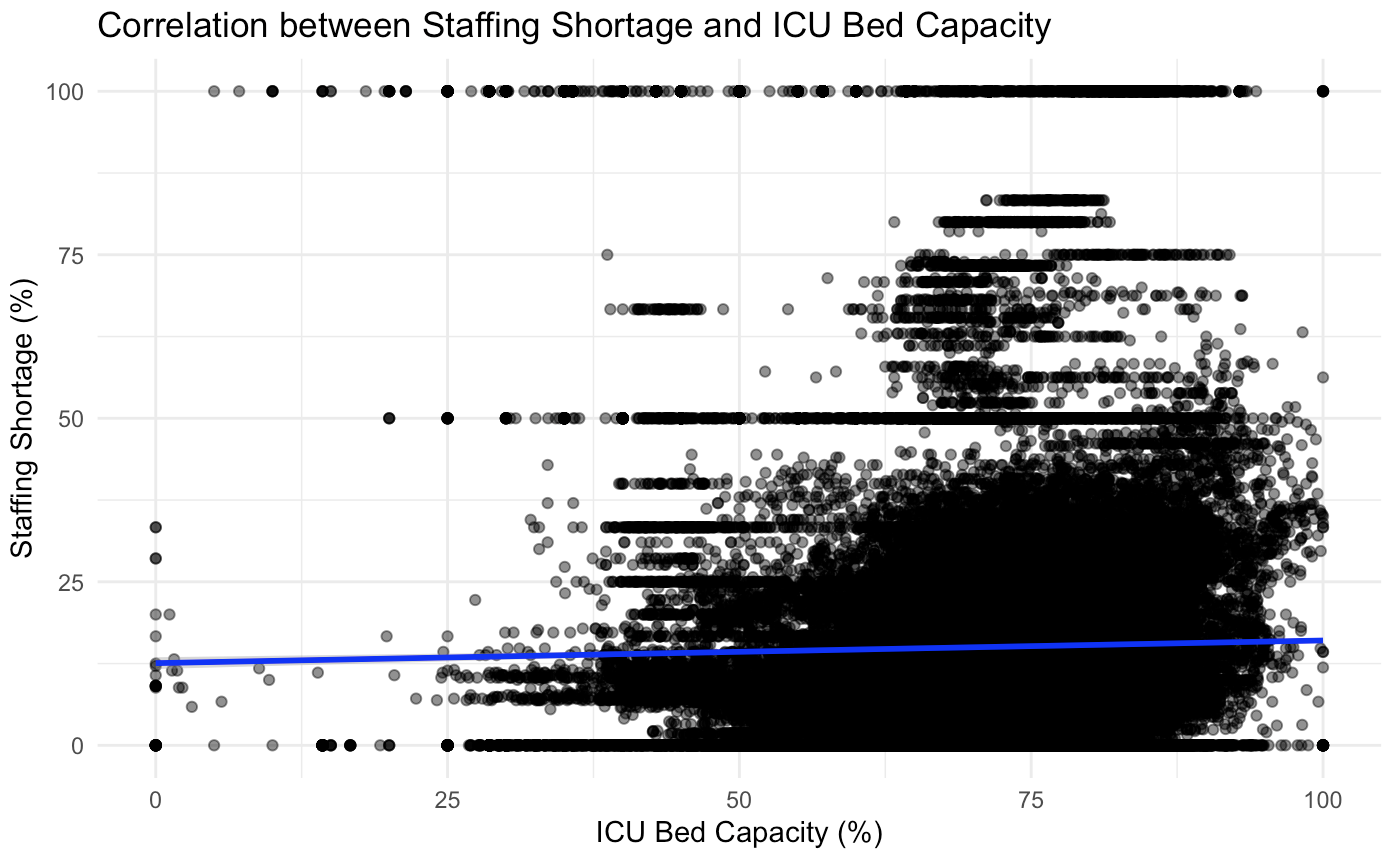 Correlation between Staffing Shortage and ICU Bed Capacity
Staffing Shortage (%)
100
75
50
25
0
0 25 50 75 100
ICU Bed Capacity (%)